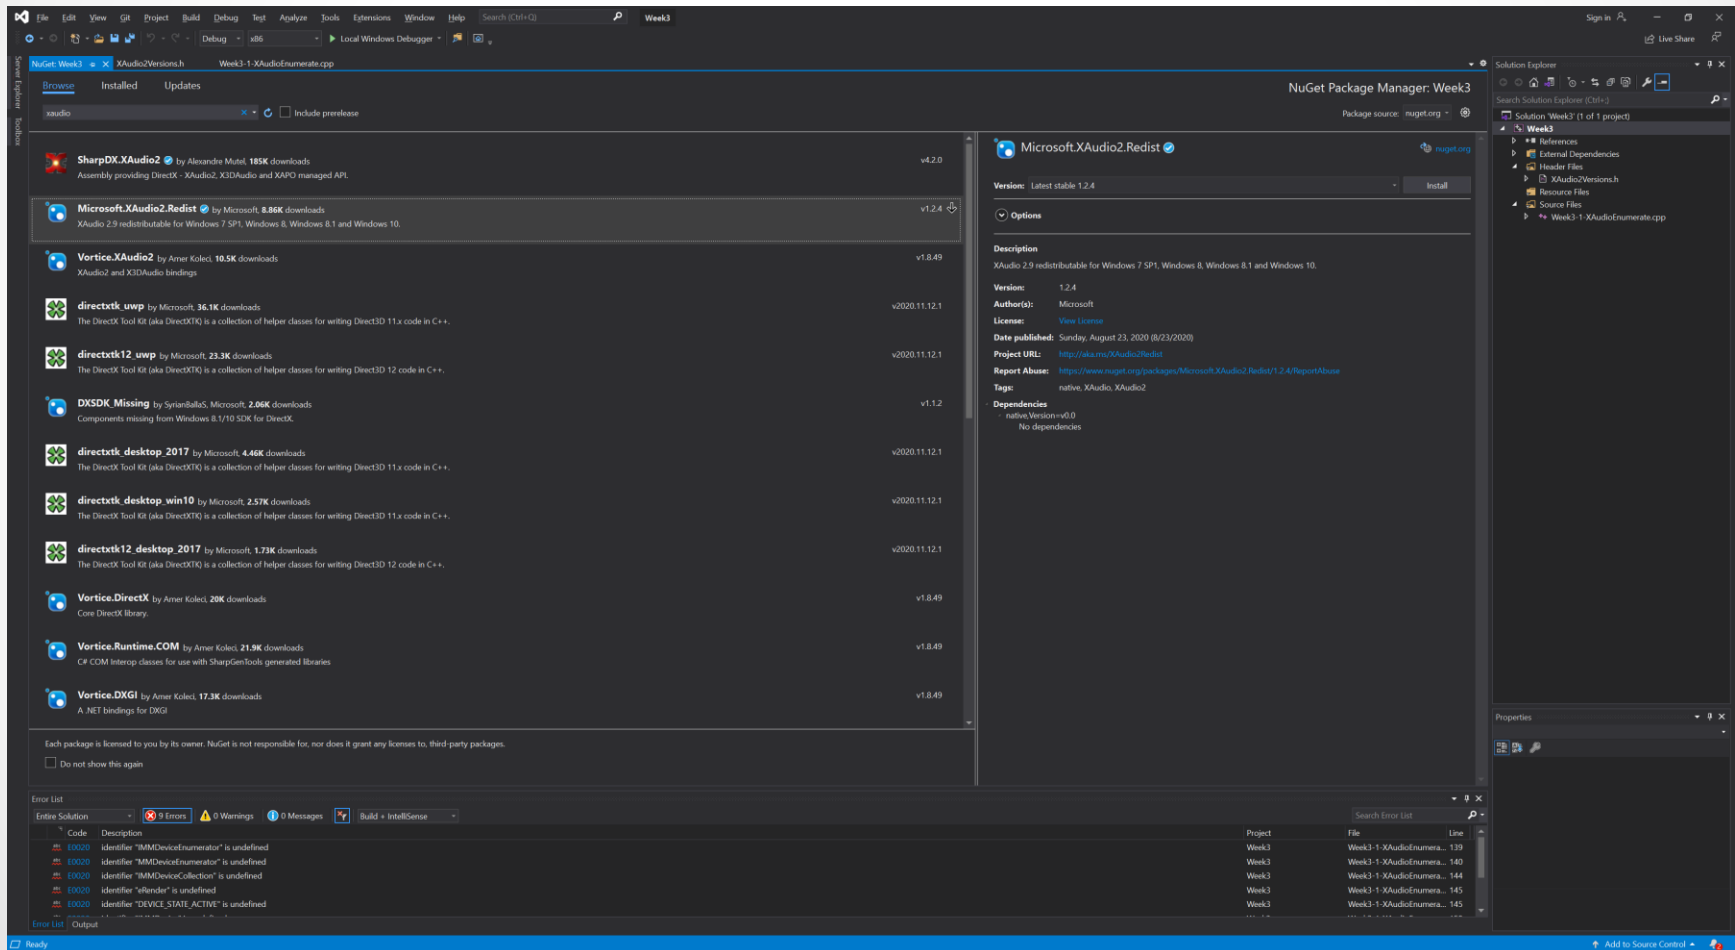 File Edit View Git Project Build Debug Test Analyze Tools Extensions Window Help Search (Ctrl+Q) Week3 Sign in
Debug x86 Local Windows Debugger Live Share
Server Explorer
Toolbox
NuGet: Week3 XAudio2Versions.h Week3-1-XAudioEnumerate.cpp
Browse Installed Updates
NuGet Package Manager: Week3
xaudio Include prerelease
Package source: nuget.org
SharpDX.XAudio2 by Alexandre Mutel, 185K downloads v4.2.0
Assembly providing DirectX - XAudio2, X3DAudio and XAPO managed API.
Microsoft.XAudio2.Redist by Microsoft, 8.86K downloads v1.2.4
XAudio 2.9 redistributable for Windows 7 SP1, Windows 8, Windows 8.1 and Windows 10.
Vortice.XAudio2 by Amer Koleci, 10.5K downloads v1.8.49
XAudio2 and X3DAudio bindings
directxtk_uwp by Microsoft, 36.1K downloads v2020.11.12.1
The DirectX Tool Kit (aka DirectXTK) is a collection of helper classes for writing Direct3D 11.x code in C++.
directxtk12_uwp by Microsoft, 23.3K downloads v2020.11.12.1
The DirectX Tool Kit (aka DirectXTK) is a collection of helper classes for writing Direct3D 12 code in C++.
DXSDK_Missing by SyrianBallaS, Microsoft, 2.06K downloads v1.1.2
Components missing from Windows 8.1/10 SDK for DirectX.
directxtk_desktop_2017 by Microsoft, 4.46K downloads v2020.11.12.1
The DirectX Tool Kit (aka DirectXTK) is a collection of helper classes for writing Direct3D 11.x code in C++.
directxtk_desktop_win10 by Microsoft, 2.57K downloads v2020.11.12.1
The DirectX Tool Kit (aka DirectXTK) is a collection of helper classes for writing Direct3D 11.x code in C++.
directxtk12_desktop_2017 by Microsoft, 1.73K downloads v2020.11.12.1
The DirectX Tool Kit (aka DirectXTK) is a collection of helper classes for writing Direct3D 12 code in C++.
Vortice.DirectX by Amer Koleci, 20K downloads v1.8.49
Core DirectX library.
Vortice.Runtime.COM by Amer Koleci, 21.9K downloads v1.8.49
C# COM Interop classes for use with SharpGenTools generated libraries
Vortice.DXGI by Amer Koleci, 17.3K downloads v1.8.49
A .NET bindings for DXGI
Each package is licensed to you by its owner. NuGet is not responsible for, nor does it grant any licenses to, third-party packages.
Do not show this again
Microsoft.XAudio2.Redist nuget.org
Version: Latest stable 1.2.4 Install
Options
Description
XAudio 2.9 redistributable for Windows 7 SP1, Windows 8, Windows 8.1 and Windows 10.
Version: 1.2.4
Author(s): Microsoft
License: View License
Date published: Sunday, August 23, 2020 (8/23/2020)
Project URL: http://aka.ms/XAudio2Redist
Report Abuse: https://www.nuget.org/packages/Microsoft.XAudio2.Redist/1.2.4/ReportAbuse
Tags: native, XAudio, XAudio2
Dependencies
native,Version=v0.0
No dependencies
Solution Explorer
Search Solution Explorer (Ctrl+;)
Solution 'Week3' (1 of 1 project)
Week3
References
External Dependencies
Header Files
XAudio2Versions.h
Resource Files
Source Files
Week3-1-XAudioEnumerate.cpp
Properties
Error List
Entire Solution 9 Errors 0 Warnings 0 Messages Build + IntelliSense Search Error List
Code Description Project File Line
E0020 identifier "IMMDeviceEnumerator" is undefined Week3 Week3-1-XAudioEnumera... 139
E0020 identifier "MMDeviceEnumerator" is undefined Week3 Week3-1-XAudioEnumera... 140
E0020 identifier "IMMDeviceCollection" is undefined Week3 Week3-1-XAudioEnumera... 144
E0020 identifier "eRender" is undefined Week3 Week3-1-XAudioEnumera... 145
E0020 identifier "DEVICE_STATE_ACTIVE" is undefined Week3 Week3-1-XAudioEnumera... 145
Error List Output
Ready Add to Source Control 2